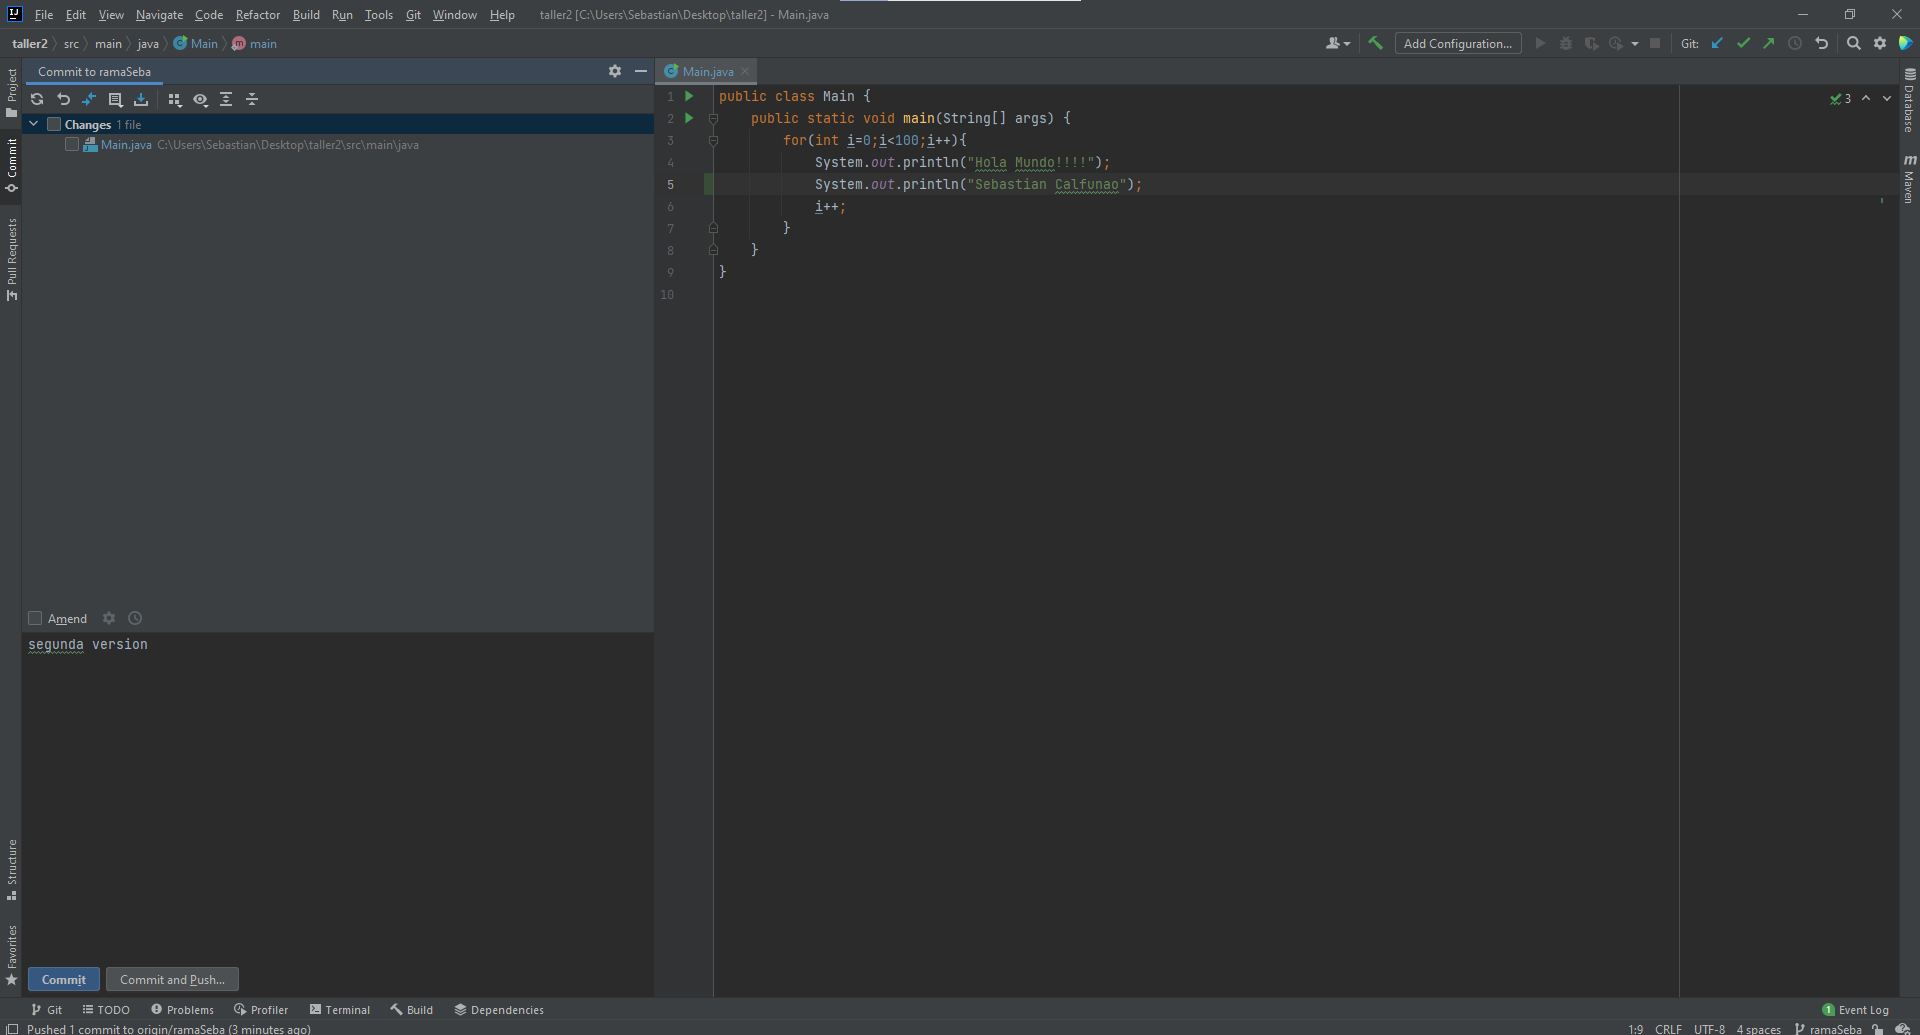 File Edit View Navigate Code Refactor Build Run Tools Git Window Help taller2 [C:\Users\Sebastian\Desktop\taller2] - Main.java
taller2 src main java Main main Add Configuration... Git:
Commit to ramaSeba
Main.java
Project
Commit
Pull Requests
Structure
Favorites
Changes 1 file
Main.java C:\Users\Sebastian\Desktop\taller2\src\main\java
Amend
segunda version
Commit Commit and Push...
1 public class Main {
2 public static void main(String[] args) {
3 for(int i=0;i<100;i++){
4 System.out.println("Hola Mundo!!!!");
5 System.out.println("Sebastian Calfunao");
6 i++;
7 }
8 }
9 }
10
3
Database
m Maven
Git TODO Problems Profiler Terminal Build Dependencies 1 Event Log
Pushed 1 commit to origin/ramaSeba (3 minutes ago) 1:9 CRLF UTF-8 4 spaces ramaSeba